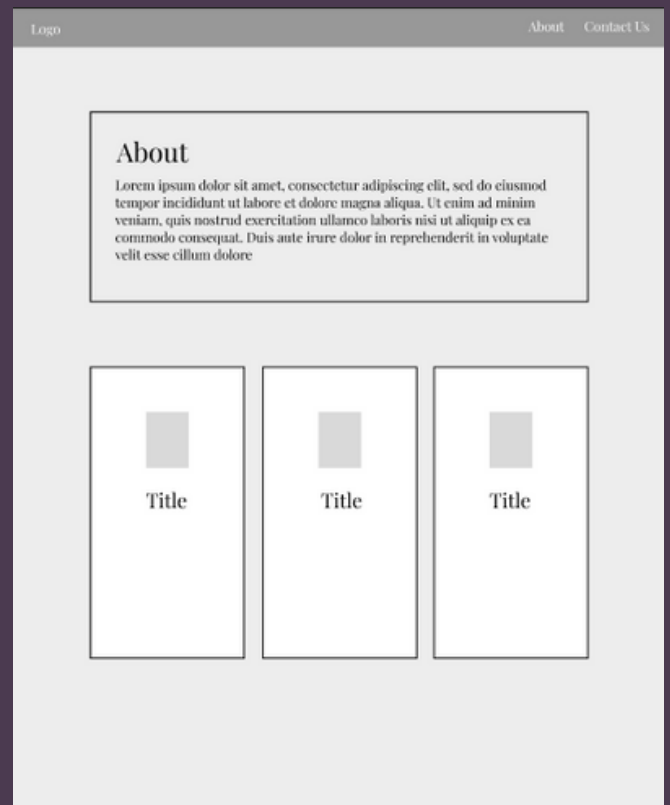 Logo
About
Contact Us
About
Lorem ipsum dolor sit amet, consectetur adipiscing elit, sed do eiusmod
tempor incididunt ut labore et dolore magna aliqua. Ut enim ad minim
veniam, quis nostrud exercitation ullamco laboris nisi ut aliquip ex ea
commodo consequat. Duis aute irure dolor in reprehenderit in voluptate
velit esse cillum dolore
Title
Title
Title